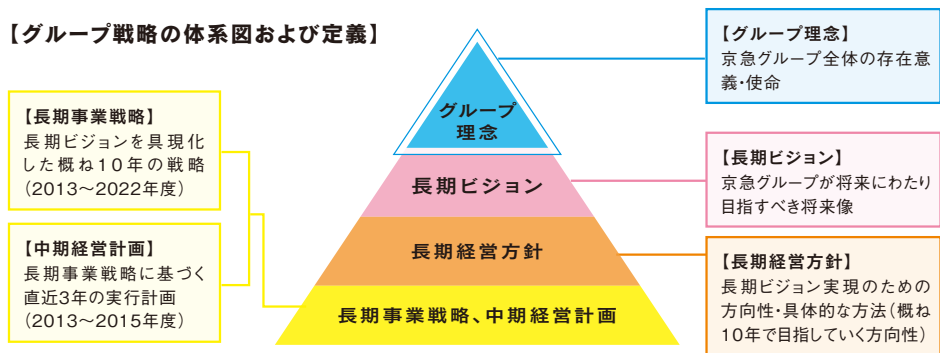 【グループ戦略の体系図および定義】
【長期事業戦略】
長期ビジョンを具現化
した概ね10年の戦略
(2013〜2022年度)
【中期経営計画】
長期事業戦略に基づく
直近3年の実行計画
(2013〜2015年度)
グループ
理念
長期ビジョン
長期経営方針
長期事業戦略、中期経営計画
【グループ理念】
京急グループ全体の存在意
義・使命
【長期ビジョン】
京急グループが将来にわたり
目指すべき将来像
【長期経営方針】
長期ビジョン実現のための
方向性・具体的な方法(概ね
10年で目指していく方向性)